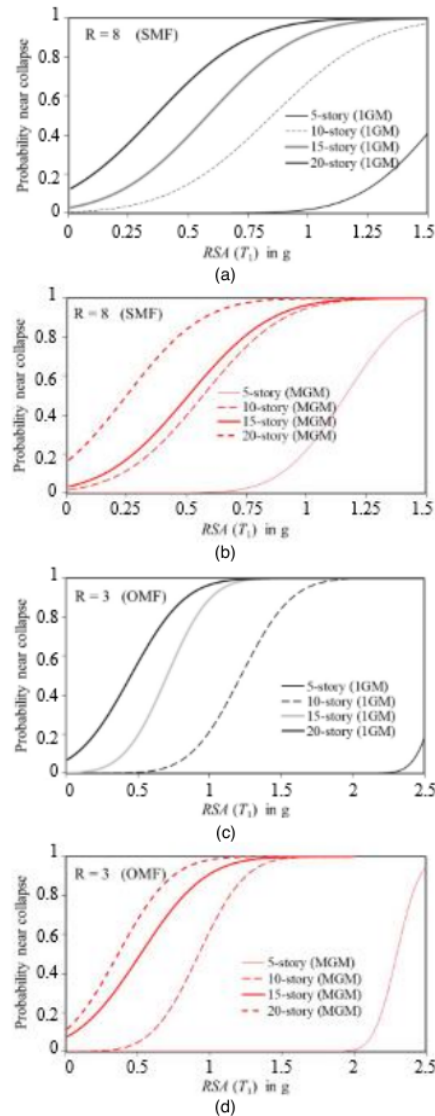 1
R = 8 (SMF)
0.8
0.6
0.4
0.2
0
Probability near collapse
5-story (1GM)
10-story (1GM)
15-story (1GM)
20-story (1GM)
0 0.25 0.5 0.75 1 1.25 1.5
RSA (T1) in g
(a)
1
R = 8 (SMF)
0.8
0.6
0.4
0.2
0
Probability near collapse
5-story (MGM)
10-story (MGM)
15-story (MGM)
20-story (MGM)
0 0.25 0.5 0.75 1 1.25 1.5
RSA (T1) in g
(b)
1
R = 3 (OMF)
0.8
0.6
0.4
0.2
0
Probability near collapse
5-story (1GM)
10-story (1GM)
15-story (1GM)
20-story (1GM)
0 0.5 1 1.5 2 2.5
RSA (T1) in g
(c)
1
R = 3 (OMF)
0.8
0.6
0.4
0.2
0
Probability near collapse
5-story (MGM)
10-story (MGM)
15-story (MGM)
20-story (MGM)
0 0.5 1 1.5 2 2.5
RSA (T1) in g
(d)